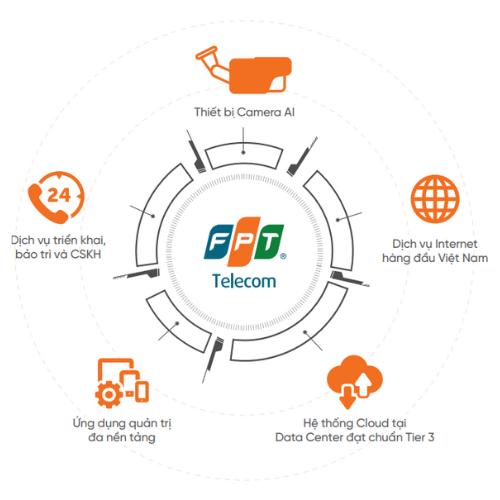 Thiết bị Camera AI
24
Dịch vụ triển khai,
bảo trì và CSKH
Dịch vụ Internet
hàng đầu Việt Nam
FPT®
Telecom
Ứng dụng quản trị
đa nền tảng
Hệ thống Cloud tại
Data Center đạt chuẩn Tier 3